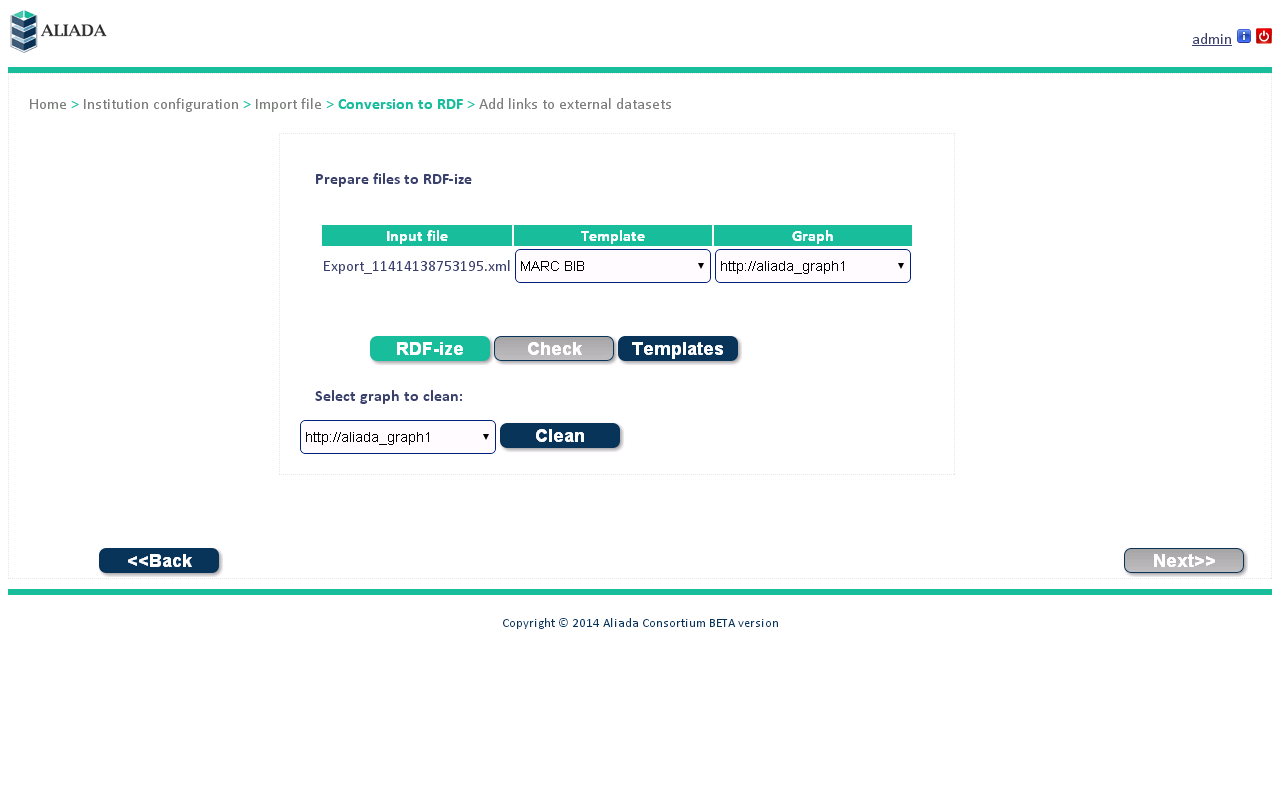 ALIADA
admin
Home > Institution configuration > Import file > Conversion to RDF > Add links to external datasets
Prepare files to RDF-ize
Input file Template Graph
Export_11414138753195.xml MARC BIB http://aliada_graph1
RDF-ize Check Templates
Select graph to clean:
http://aliada_graph1 Clean
<<Back Next>>
Copyright © 2014 Aliada Consortium BETA version